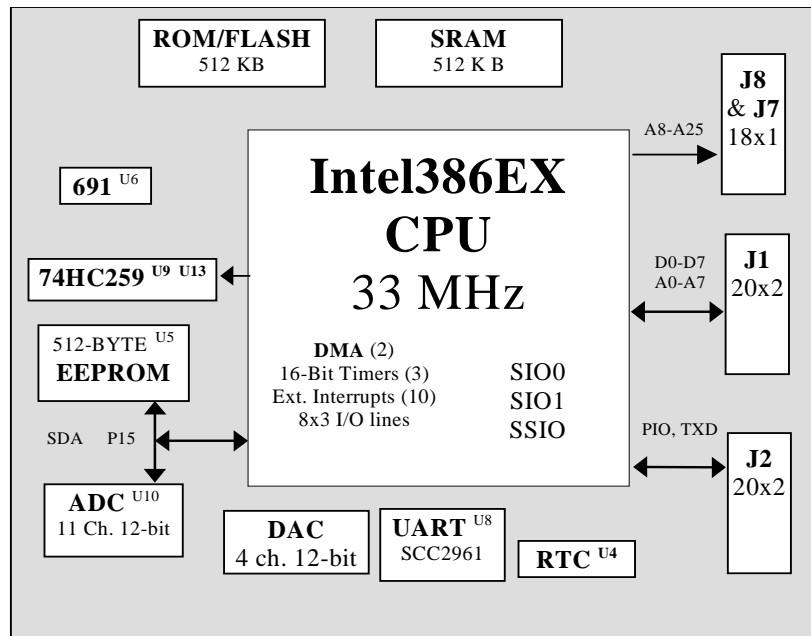 ROM/FLASH
512 KB
SRAM
512 K B
J8
& J7
18x1
A8-A25
691 U6
Intel386EX
CPU
33 MHz
74HC259 U9 U13
D0-D7
A0-A7
J1
20x2
512-BYTE U5
EEPROM
DMA (2)
16-Bit Timers (3)
Ext. Interrupts (10)
8x3 I/O lines
SIO0
SIO1
SSIO
SDA P15
PIO, TXD
J2
20x2
ADC U10
11 Ch. 12-bit
DAC
4 ch. 12-bit
UART U8
SCC2961
RTC U4